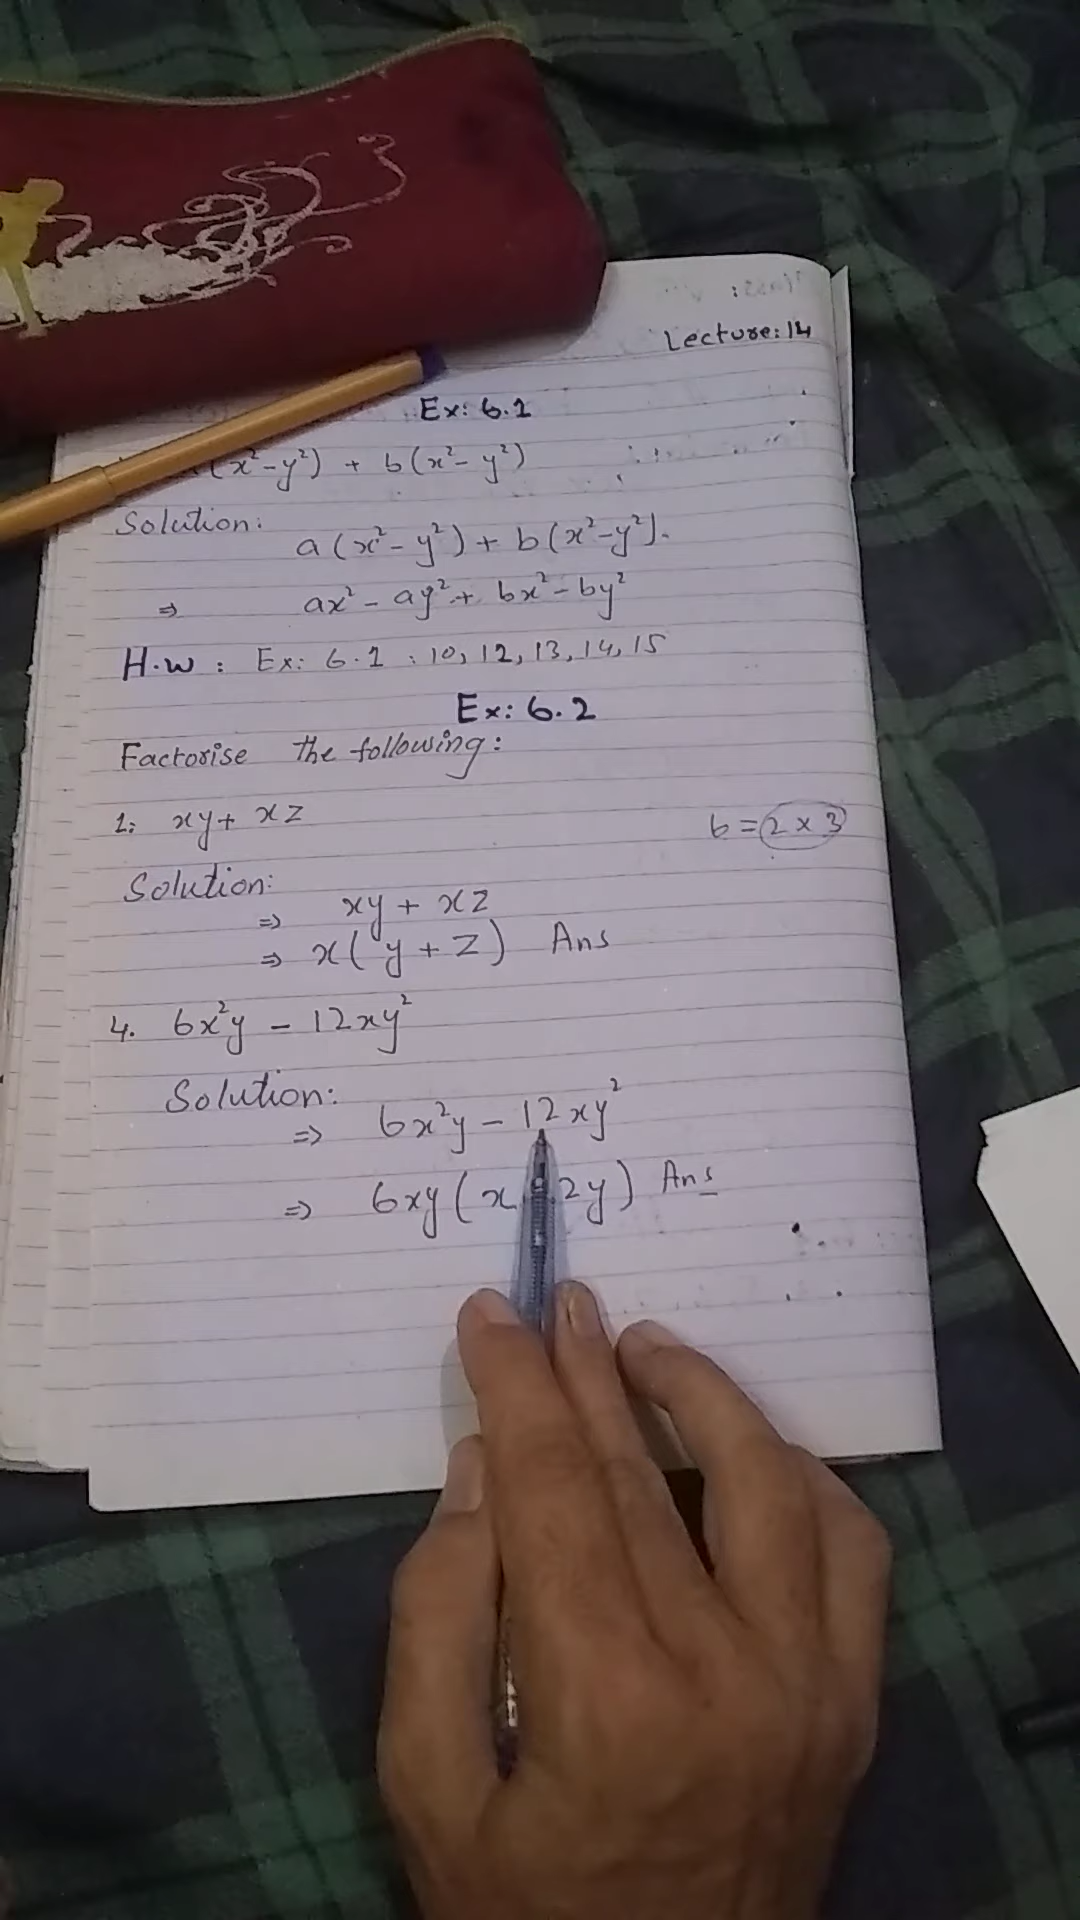 Lecture: 14
Ex: 6.1
(x²-y²) + b(x²-y²)
Solution:
a(x²-y²) + b(x²-y²).
⇒ ax² - ay² + bx² - by²
H.W : Ex: 6.1 : 10, 12, 13, 14, 15
Ex: 6.2
Factorise the following:
1: xy + xz
6 = 2 x 3
Solution:
⇒ xy + xz
⇒ x(y + z) Ans
4. 6x²y - 12xy²
Solution:
⇒ 6x²y - 12xy²
⇒ 6xy(x 2y) Ans